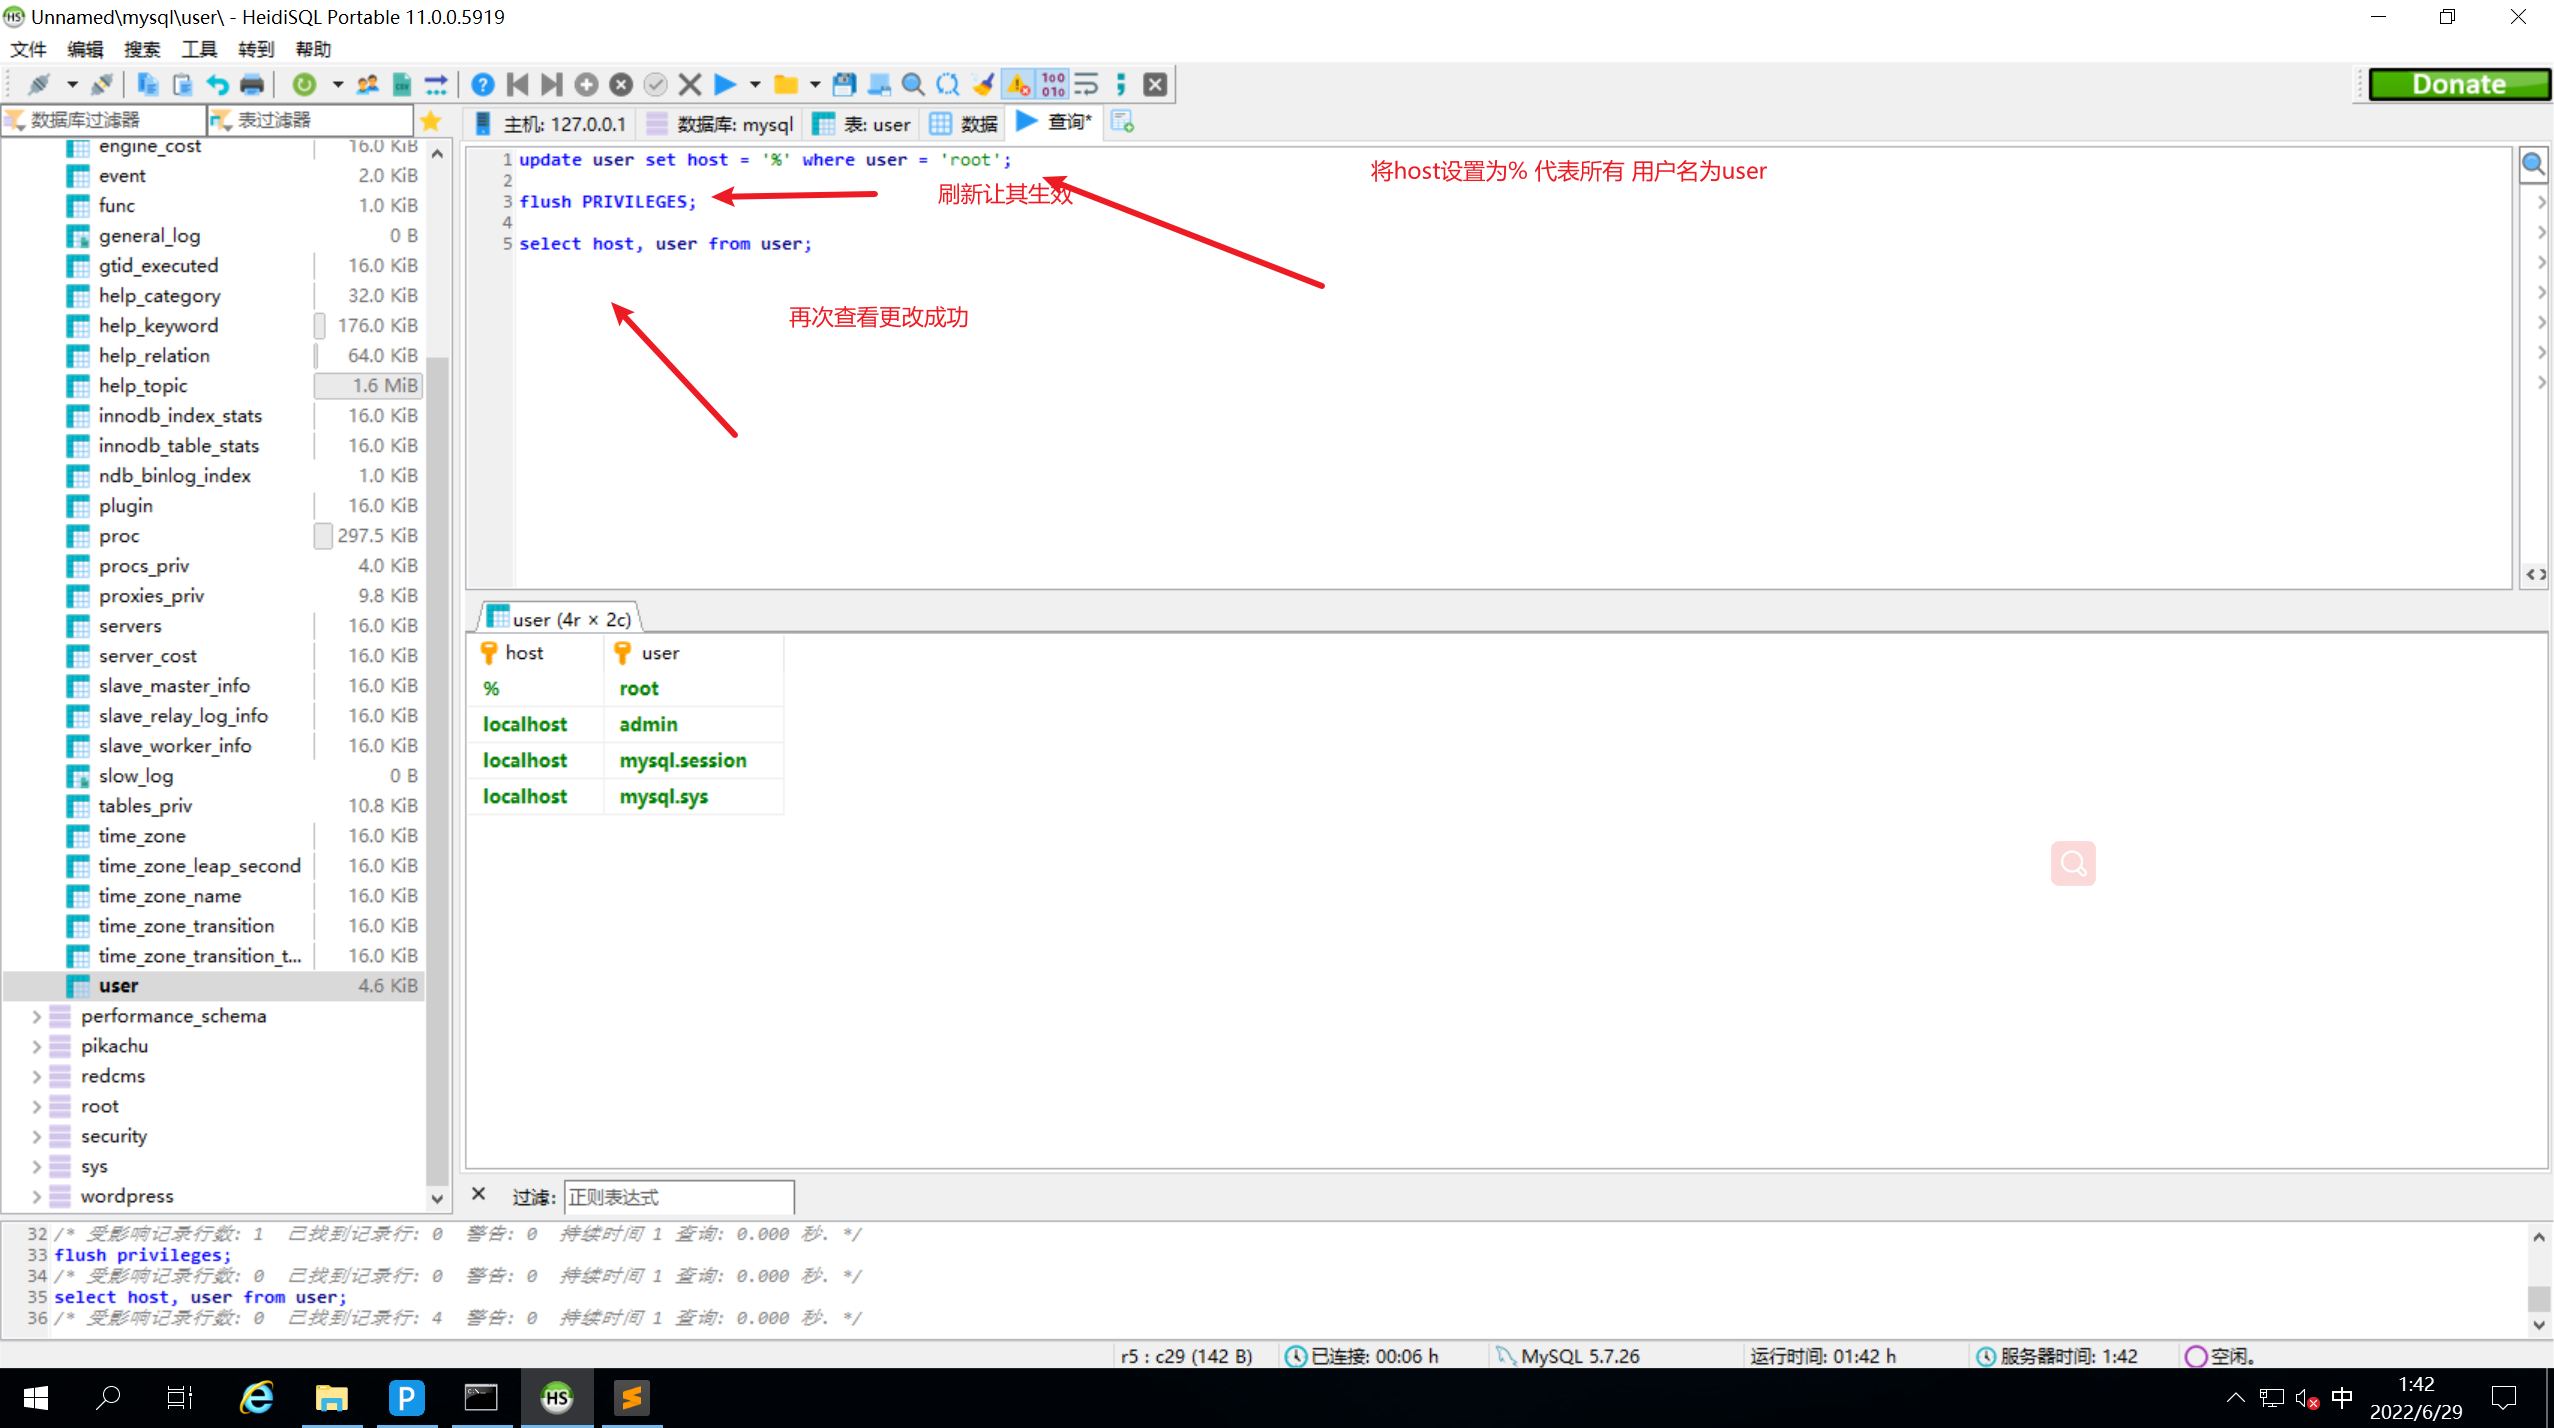 Unnamed\mysql\user\ - HeidiSQL Portable 11.0.0.5919
文件 编辑 搜索 工具 转到 帮助
Donate
数据库过滤器 表过滤器
主机: 127.0.0.1 数据库: mysql 表: user 数据 查询*
engine_cost 16.0 KiB
event 2.0 KiB
func 1.0 KiB
general_log 0 B
gtid_executed 16.0 KiB
help_category 32.0 KiB
help_keyword 176.0 KiB
help_relation 64.0 KiB
help_topic 1.6 MiB
innodb_index_stats 16.0 KiB
innodb_table_stats 16.0 KiB
ndb_binlog_index 1.0 KiB
plugin 16.0 KiB
proc 297.5 KiB
procs_priv 4.0 KiB
proxies_priv 9.8 KiB
servers 16.0 KiB
server_cost 16.0 KiB
slave_master_info 16.0 KiB
slave_relay_log_info 16.0 KiB
slave_worker_info 16.0 KiB
slow_log 0 B
tables_priv 10.8 KiB
time_zone 16.0 KiB
time_zone_leap_second 16.0 KiB
time_zone_name 16.0 KiB
time_zone_transition 16.0 KiB
time_zone_transition_t... 16.0 KiB
user 4.6 KiB
performance_schema
pikachu
redcms
root
security
sys
wordpress
1 update user set host = '%' where user = 'root';
2
3 flush PRIVILEGES;
4
5 select host, user from user;
将host设置为% 代表所有 用户名为user
刷新让其生效
再次查看更改成功
user (4r × 2c)
host user
% root
localhost admin
localhost mysql.session
localhost mysql.sys
过滤: 正则表达式
32 /* 受影响记录行数: 1 已找到记录行: 0 警告: 0 持续时间 1 查询: 0.000 秒. */
33 flush privileges;
34 /* 受影响记录行数: 0 已找到记录行: 0 警告: 0 持续时间 1 查询: 0.000 秒. */
35 select host, user from user;
36 /* 受影响记录行数: 0 已找到记录行: 4 警告: 0 持续时间 1 查询: 0.000 秒. */
r5 : c29 (142 B) 已连接: 00:06 h MySQL 5.7.26 运行时间: 01:42 h 服务器时间: 1:42 空闲。
中
1:42
2022/6/29